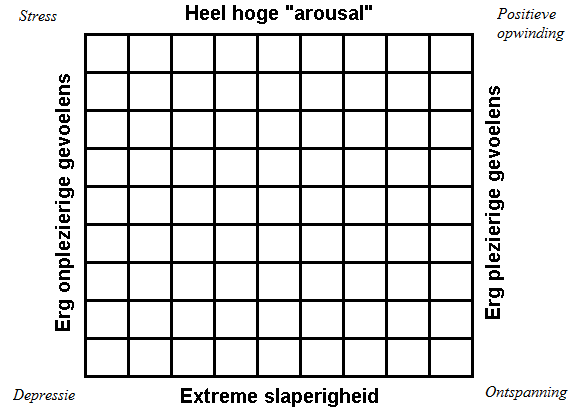 Stress
Heel hoge "arousal"
Positieve
opwinding
Erg onplezierige gevoelens
Erg plezierige gevoelens
Depressie
Extreme slaperigheid
Ontspanning